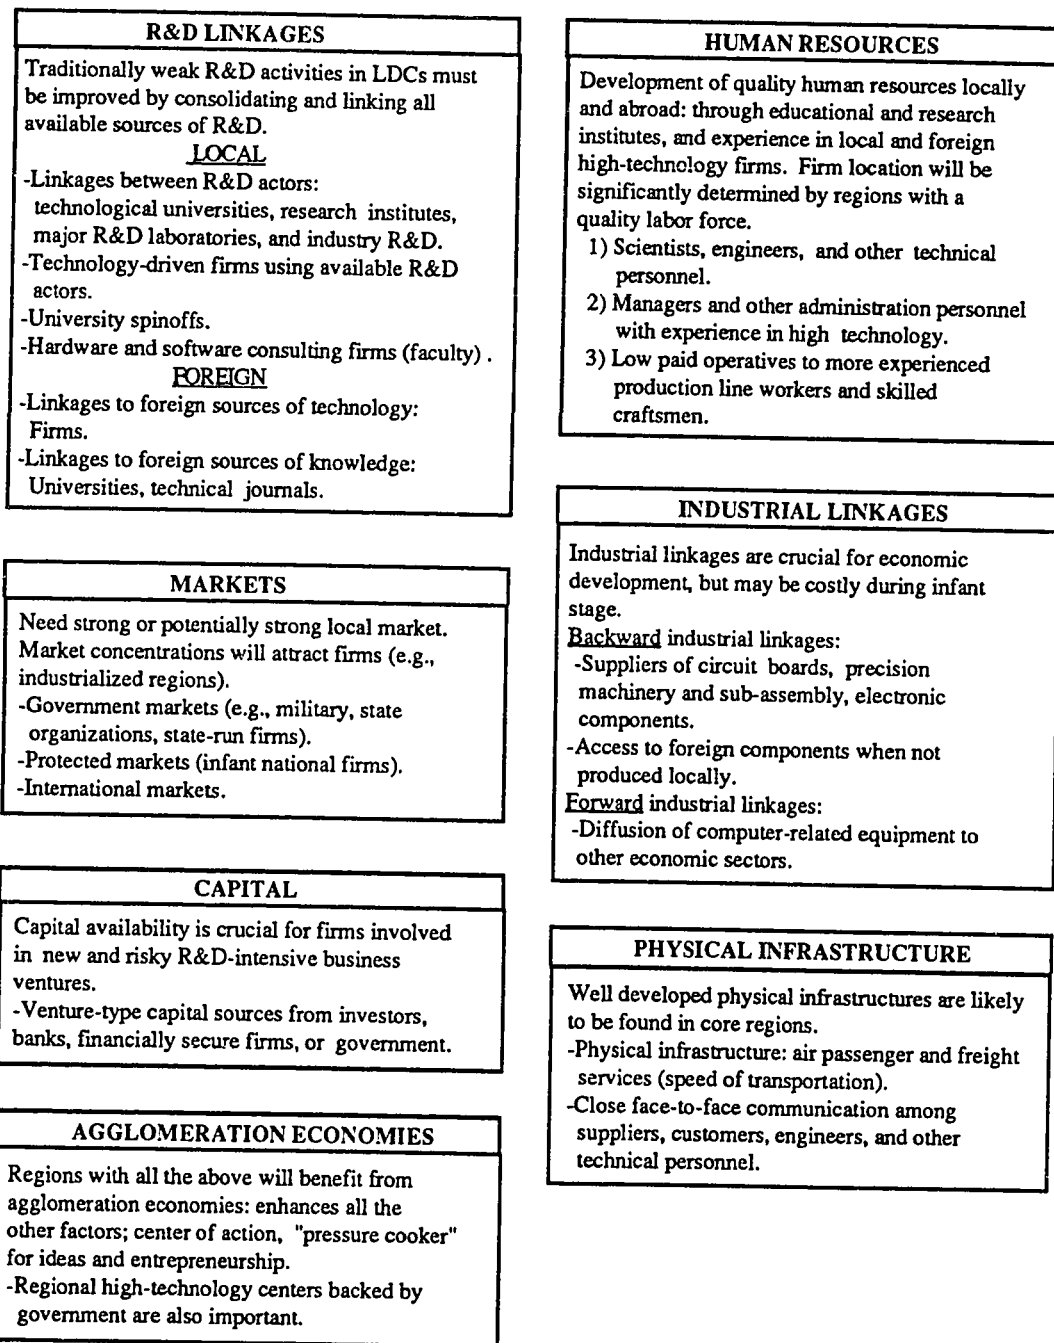 R&D LINKAGES
Traditionally weak R&D activities in LDCs must
be improved by consolidating and linking all
available sources of R&D.
LOCAL
-Linkages between R&D actors:
technological universities, research institutes,
major R&D laboratories, and industry R&D.
-Technology-driven firms using available R&D
actors.
-University spinoffs.
-Hardware and software consulting firms (faculty) .
FOREIGN
-Linkages to foreign sources of technology:
Firms.
-Linkages to foreign sources of knowledge:
Universities, technical journals.
MARKETS
Need strong or potentially strong local market.
Market concentrations will attract firms (e.g.,
industrialized regions).
-Government markets (e.g., military, state
organizations, state-run firms).
-Protected markets (infant national firms).
-International markets.
CAPITAL
Capital availability is crucial for firms involved
in new and risky R&D-intensive business
ventures.
-Venture-type capital sources from investors,
banks, financially secure firms, or government.
AGGLOMERATION ECONOMIES
Regions with all the above will benefit from
agglomeration economies: enhances all the
other factors; center of action, "pressure cooker"
for ideas and entrepreneurship.
-Regional high-technology centers backed by
government are also important.
HUMAN RESOURCES
Development of quality human resources locally
and abroad: through educational and research
institutes, and experience in local and foreign
high-technology firms. Firm location will be
significantly determined by regions with a
quality labor force.
1) Scientists, engineers, and other technical
personnel.
2) Managers and other administration personnel
with experience in high technology.
3) Low paid operatives to more experienced
production line workers and skilled
craftsmen.
INDUSTRIAL LINKAGES
Industrial linkages are crucial for economic
development, but may be costly during infant
stage.
Backward industrial linkages:
-Suppliers of circuit boards, precision
machinery and sub-assembly, electronic
components.
-Access to foreign components when not
produced locally.
Forward industrial linkages:
-Diffusion of computer-related equipment to
other economic sectors.
PHYSICAL INFRASTRUCTURE
Well developed physical infrastructures are likely
to be found in core regions.
-Physical infrastructure: air passenger and freight
services (speed of transportation).
-Close face-to-face communication among
suppliers, customers, engineers, and other
technical personnel.